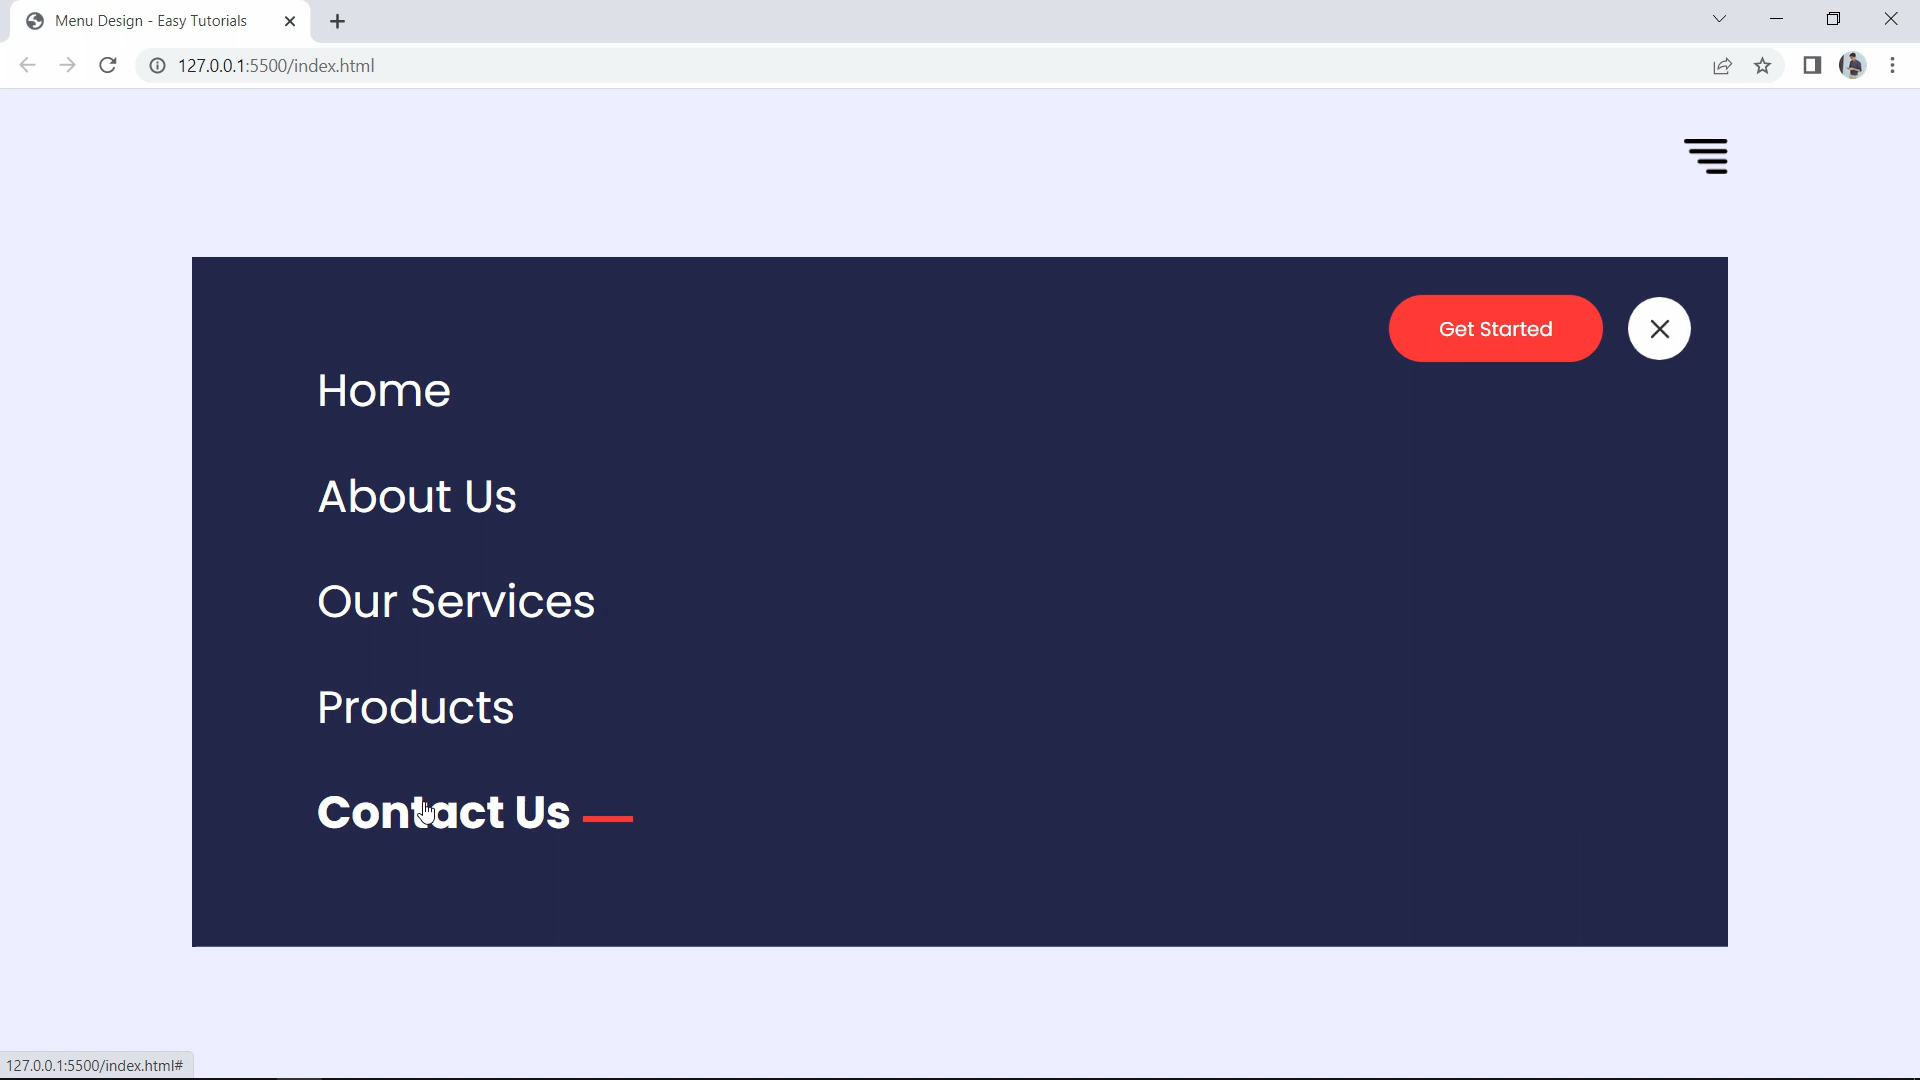 Menu Design - Easy Tutorials
127.0.0.1:5500/index.html
Get Started
Home
About Us
Our Services
Products
Contact Us
127.0.0.1:5500/index.html#